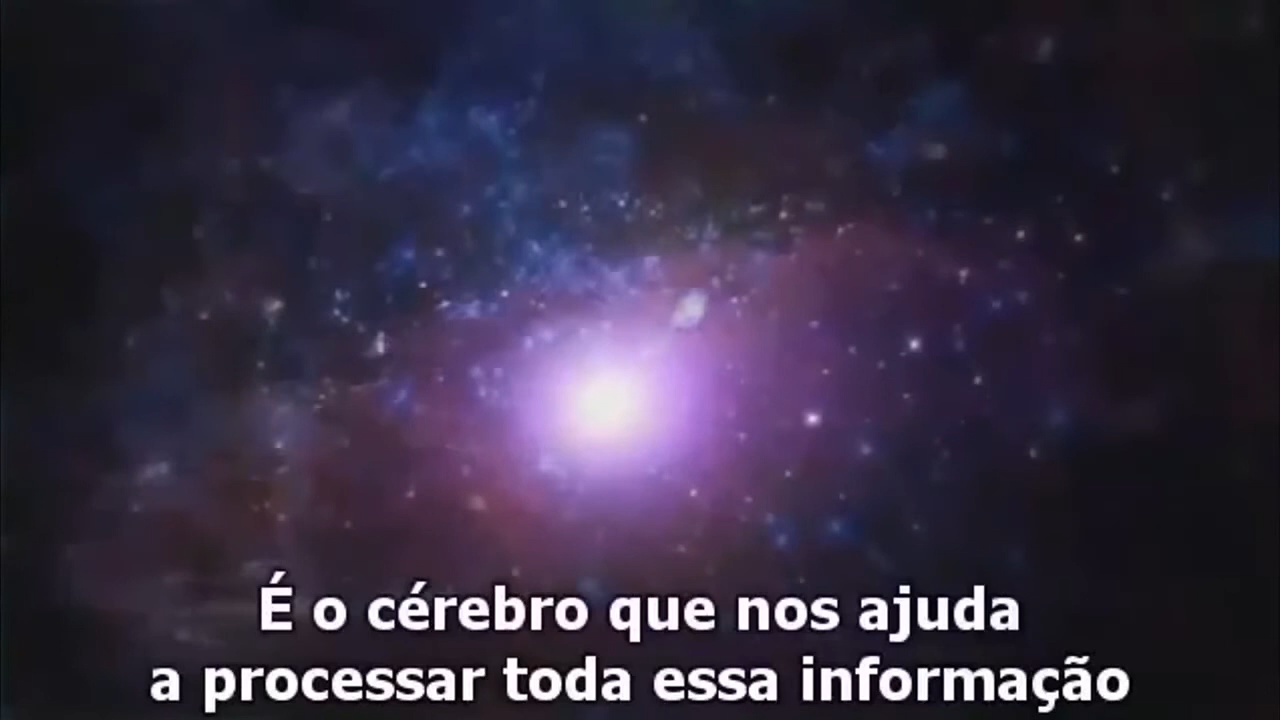 É o cérebro que nos ajuda
a processar toda essa informação